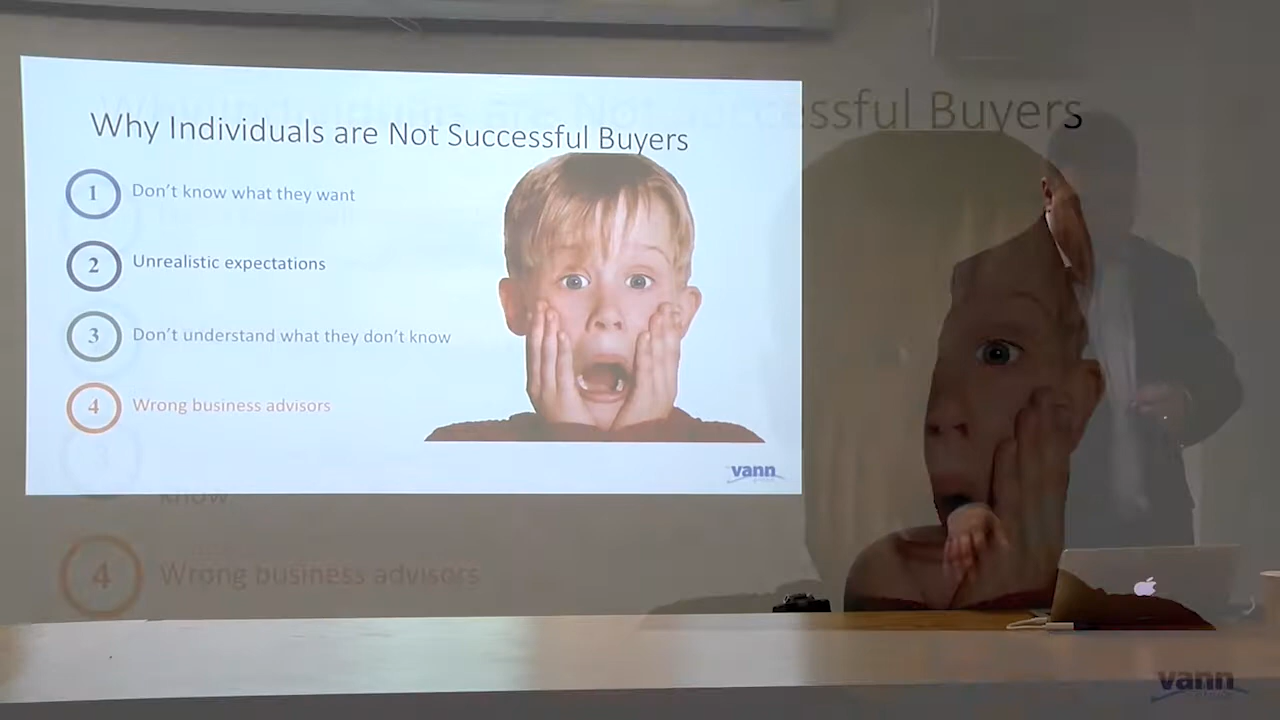 Why Individuals are Not Successful Buyers
1 Don't know what they want
2 Unrealistic expectations
3 Don't understand what they don't know
4 Wrong business advisors
vann
ssful Buyers
know
4 Wrong business advisors
vann